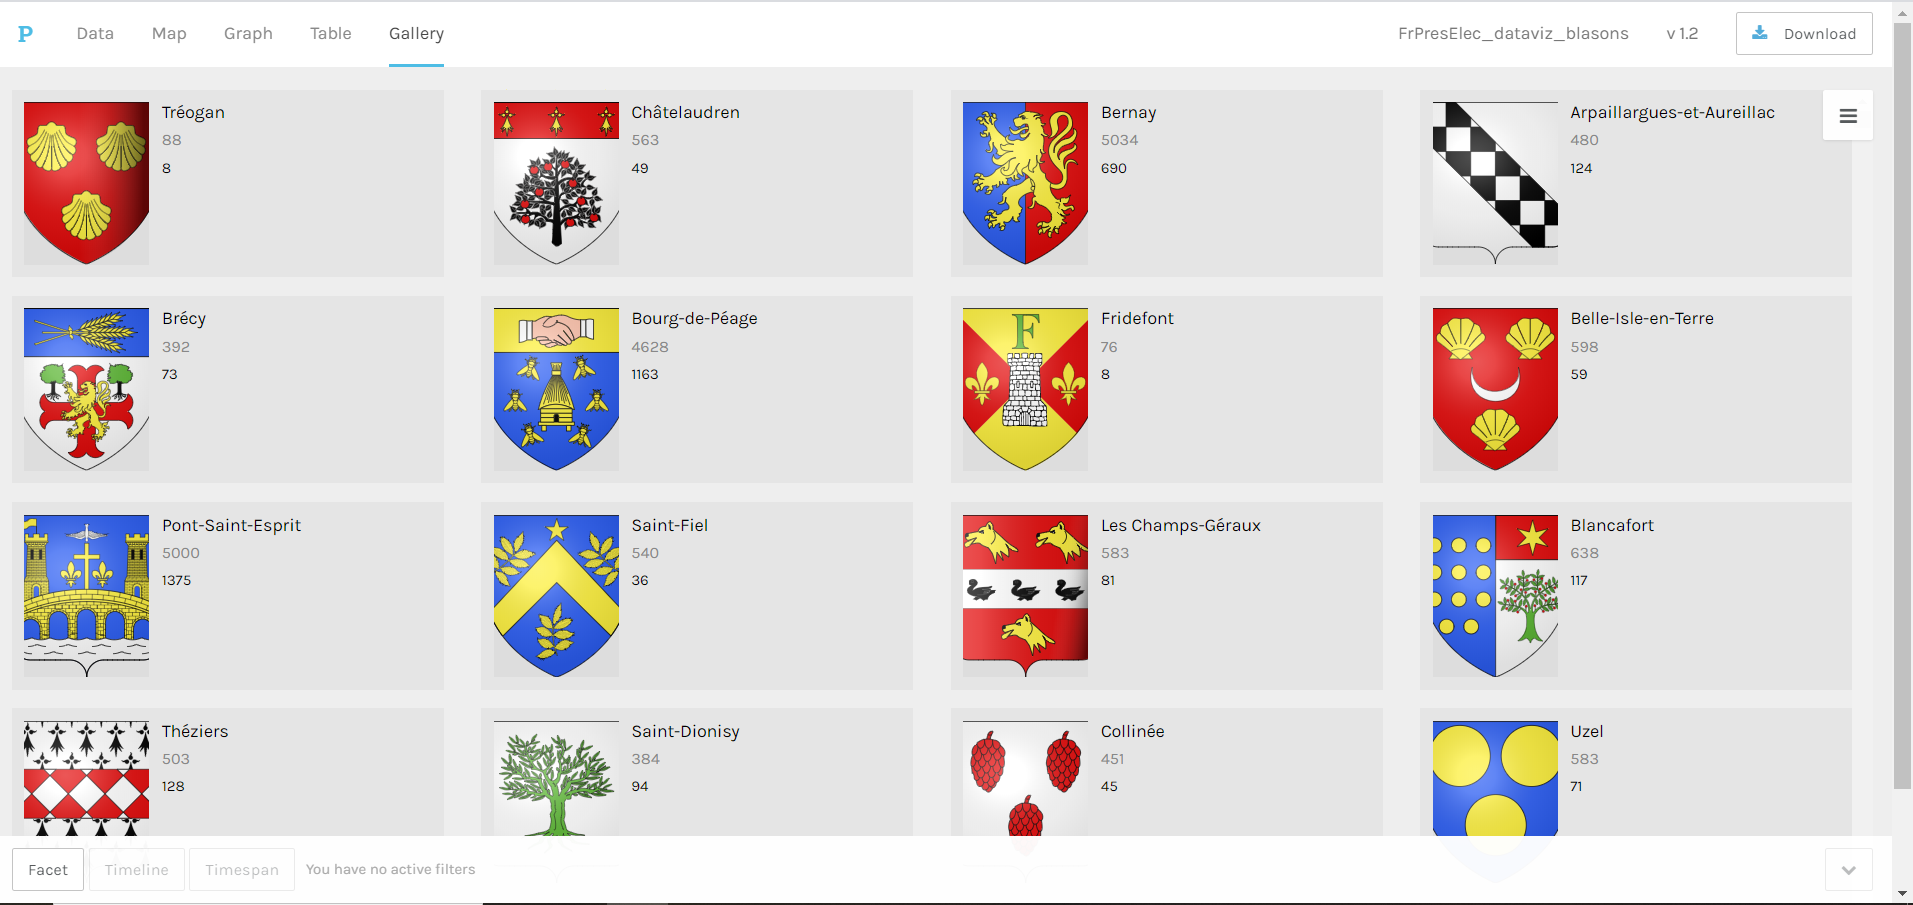 P Data Map Graph Table Gallery FrPresElec_dataviz_blasons v 1.2 Download
Tréogan
88
8
Châtelaudren
563
49
Bernay
5034
690
Arpaillargues-et-Aureillac
480
124
Brécy
392
73
Bourg-de-Péage
4628
1163
Fridefont
76
8
F
Belle-Isle-en-Terre
598
59
Pont-Saint-Esprit
5000
1375
Saint-Fiel
540
36
Les Champs-Géraux
583
81
Blancafort
638
117
Théziers
503
128
Saint-Dionisy
384
94
Collinée
451
45
Uzel
583
71
Facet Timeline Timespan You have no active filters